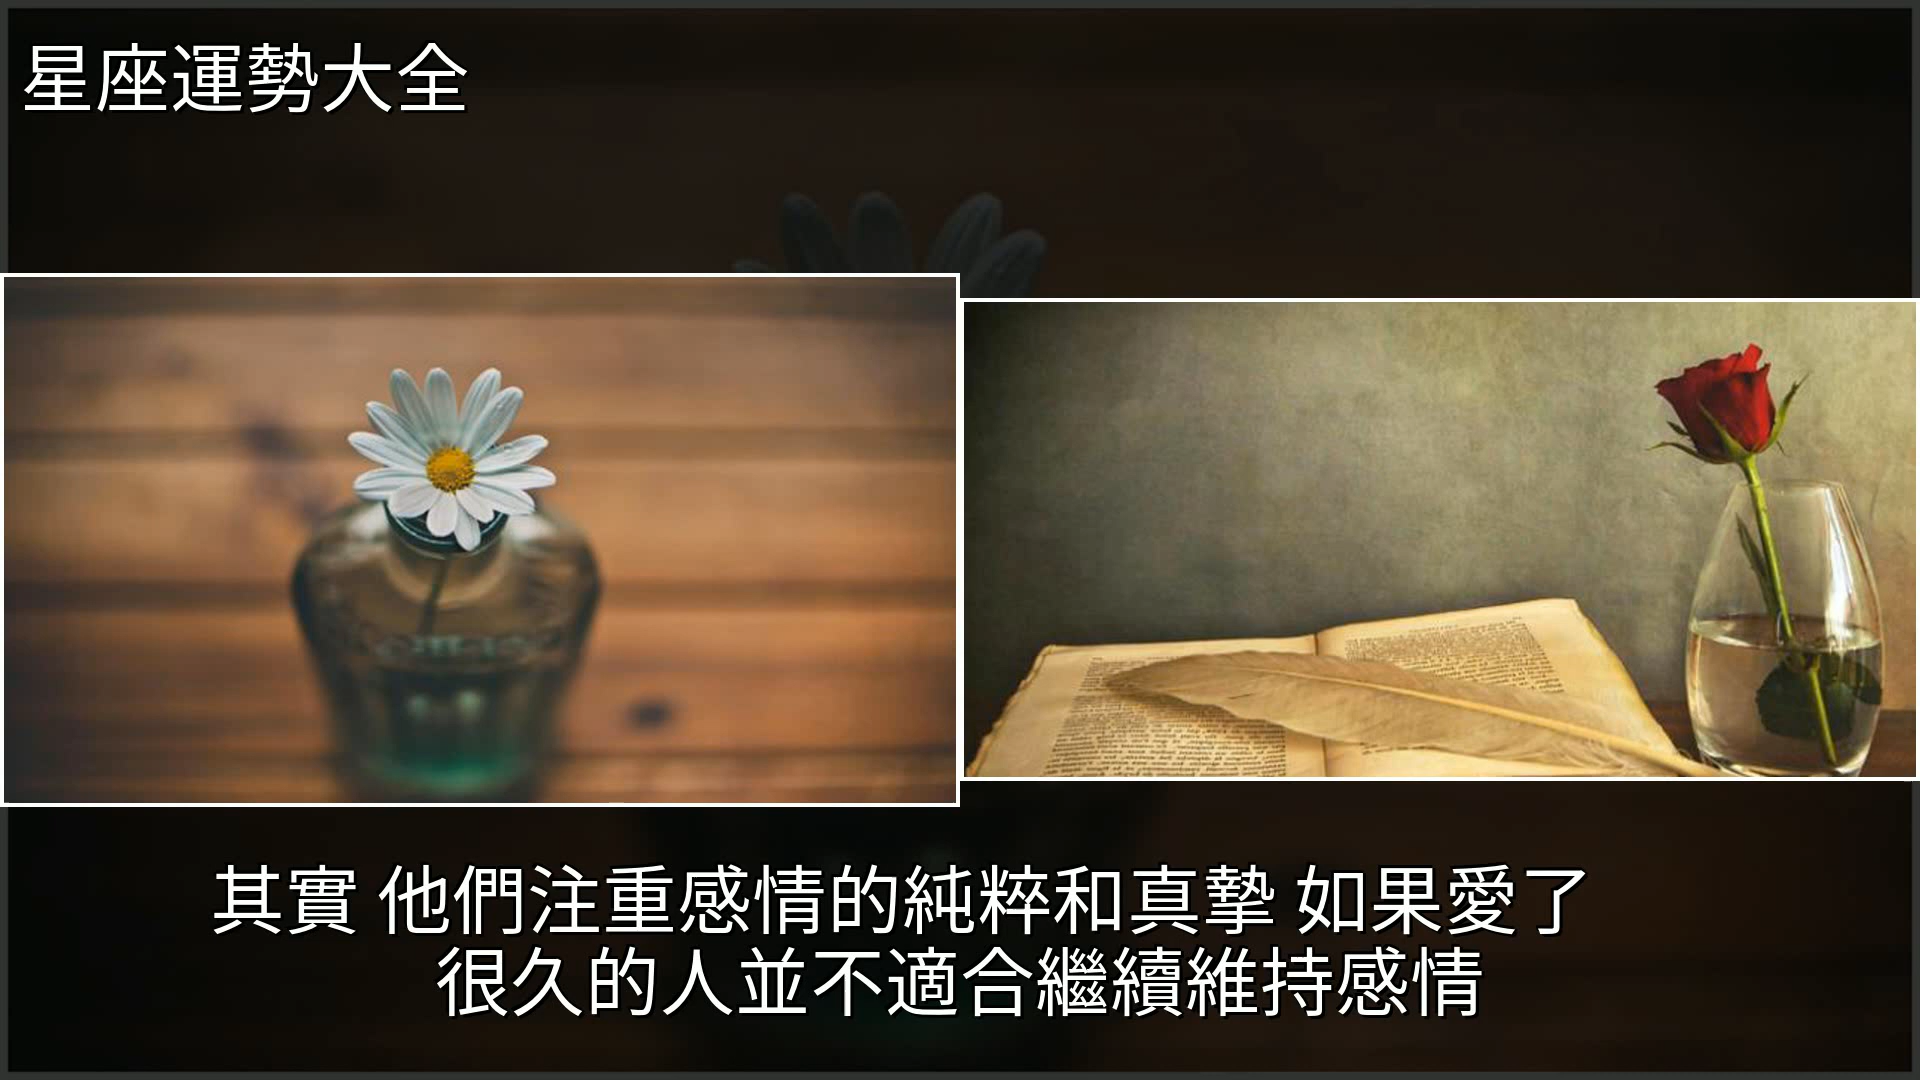 星座運勢大全
其實 他們注重感情的純粹和真摯 如果愛了
很久的人並不適合繼續維持感情